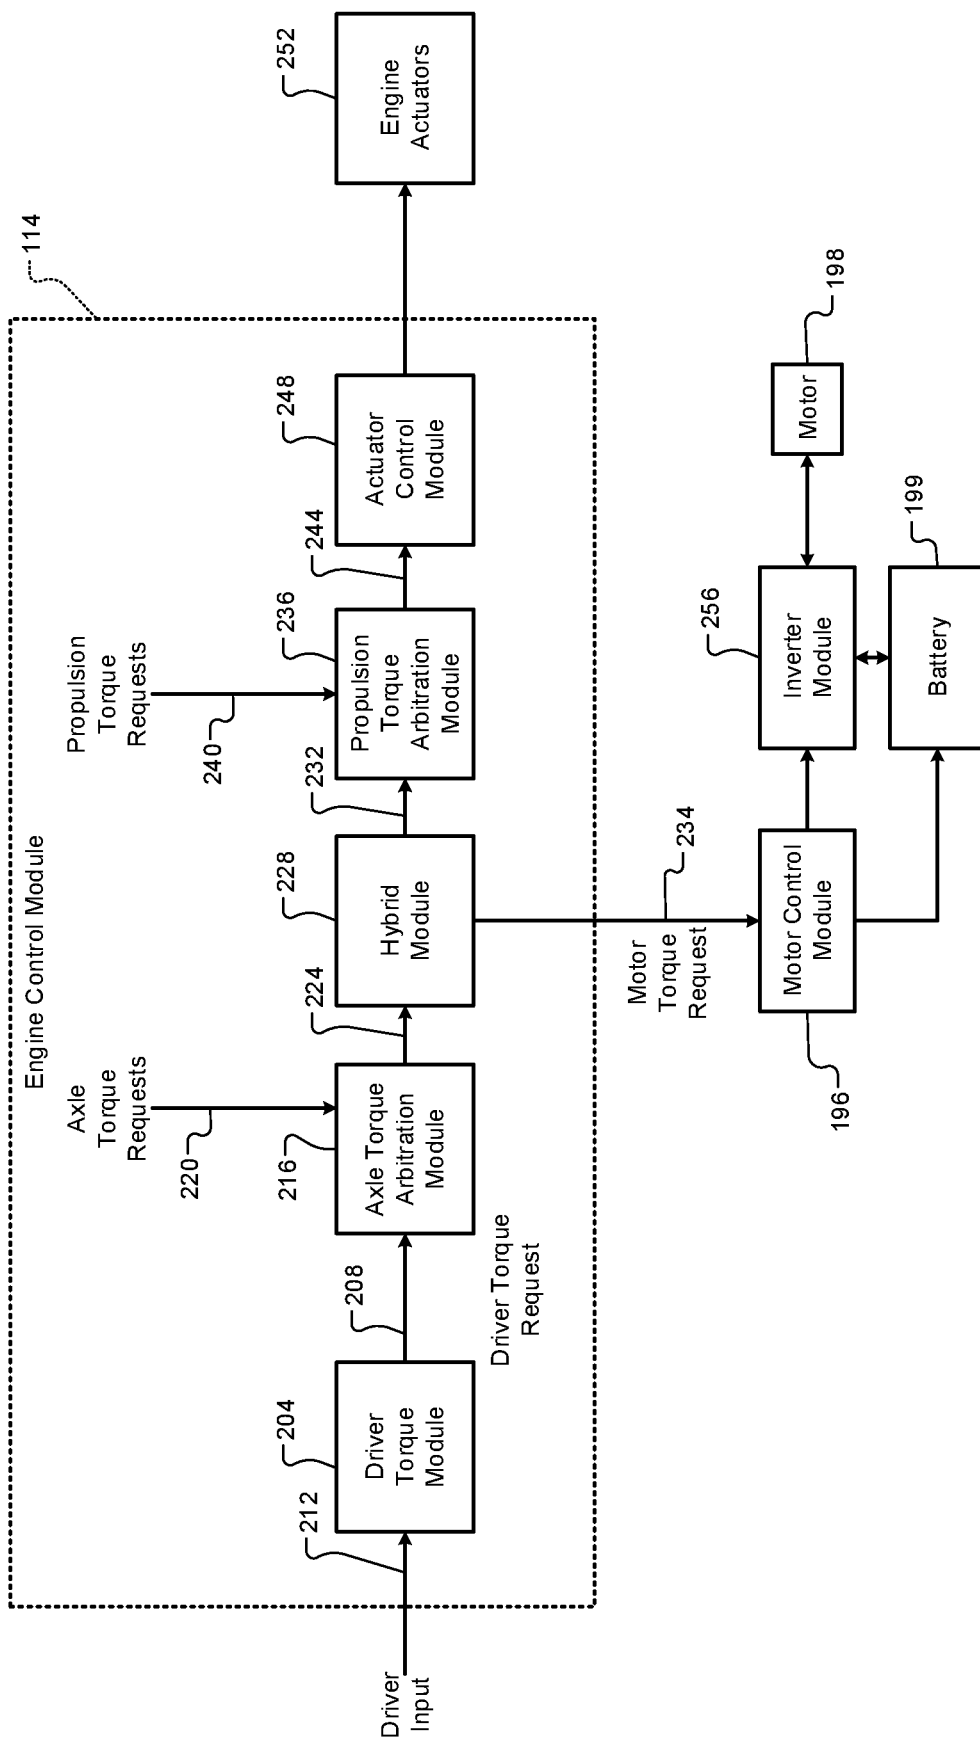 Engine Control Module
114
Driver
Input
212
Driver
Torque
Module
204
208
Driver Torque
Request
Axle
Torque
Requests
220
216
Axle Torque
Arbitration
Module
224
Hybrid
Module
228
232
Propulsion
Torque
Requests
240
Propulsion
Torque
Arbitration
Module
236
244
Actuator
Control
Module
248
Engine
Actuators
252
Motor
Torque
Request
234
Motor Control
Module
196
Inverter
Module
256
Motor
198
Battery
199